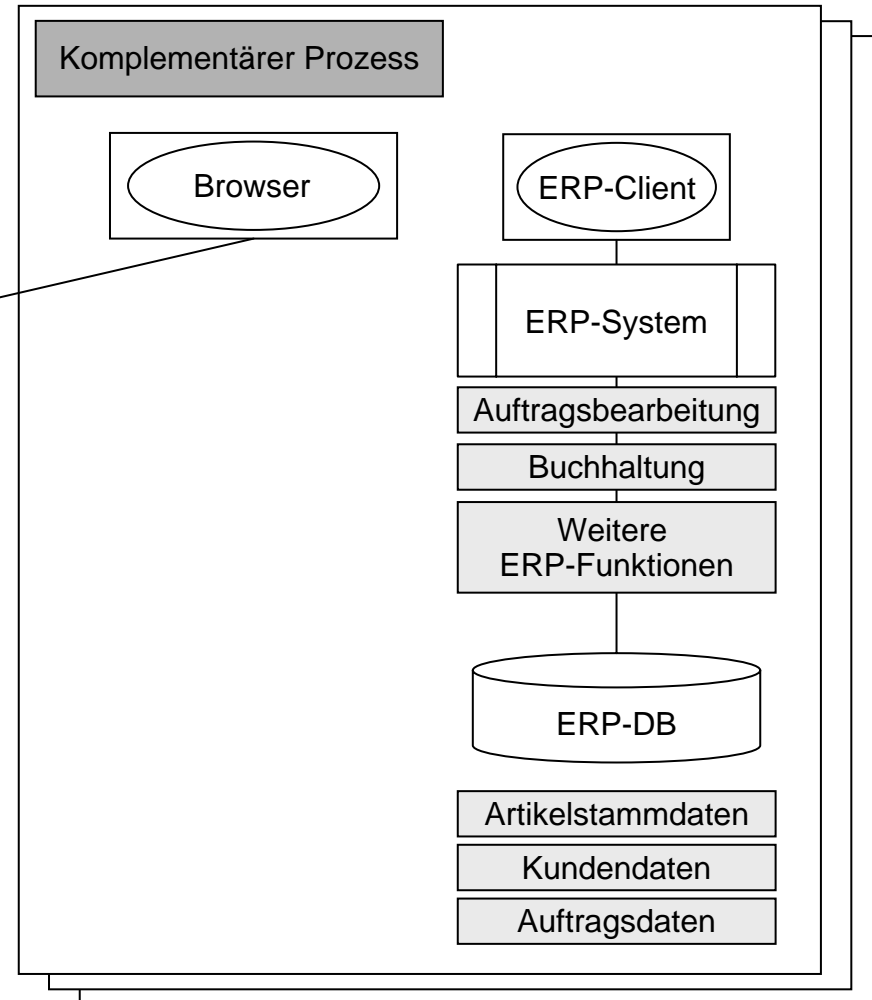 Komplementärer Prozess
Browser
ERP-Client
ERP-System
Auftragsbearbeitung
Buchhaltung
Weitere
ERP-Funktionen
ERP-DB
Artikelstammdaten
Kundendaten
Auftragsdaten